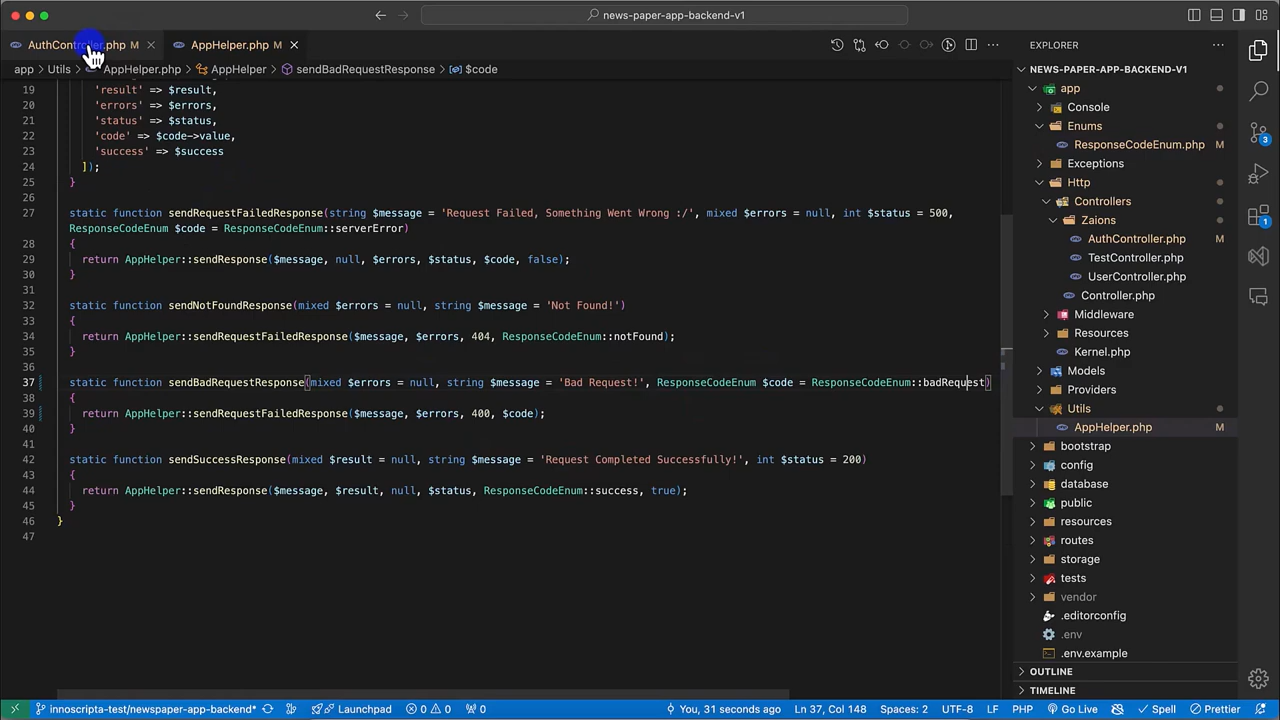 news-paper-app-backend-v1
AuthController.php M
AppHelper.php M
app > Utils > AppHelper.php > AppHelper > sendBadRequestResponse > $code
19 'result' => $result,
20 'errors' => $errors,
21 'status' => $status,
22 'code' => $code->value,
23 'success' => $success
24 ]);
25 }
26
27 static function sendRequestFailedResponse(string $message = 'Request Failed, Something Went Wrong :/', mixed $errors = null, int $status = 500,
ResponseCodeEnum $code = ResponseCodeEnum::serverError)
28 {
29 return AppHelper::sendResponse($message, null, $errors, $status, $code, false);
30 }
31
32 static function sendNotFoundResponse(mixed $errors = null, string $message = 'Not Found!')
33 {
34 return AppHelper::sendRequestFailedResponse($message, $errors, 404, ResponseCodeEnum::notFound);
35 }
36
37 static function sendBadRequestResponse(mixed $errors = null, string $message = 'Bad Request!', ResponseCodeEnum $code = ResponseCodeEnum::badRequest)
38 {
39 return AppHelper::sendRequestFailedResponse($message, $errors, 400, $code);
40 }
41
42 static function sendSuccessResponse(mixed $result = null, string $message = 'Request Completed Successfully!', int $status = 200)
43 {
44 return AppHelper::sendResponse($message, $result, null, $status, ResponseCodeEnum::success, true);
45 }
46 }
47
EXPLORER
NEWS-PAPER-APP-BACKEND-V1
app
Console
Enums
ResponseCodeEnum.php M
Exceptions
Http
Controllers
Zaions
AuthController.php M
TestController.php
UserController.php
Controller.php
Middleware
Resources
Kernel.php
Models
Providers
Utils
AppHelper.php M
bootstrap
config
database
public
resources
routes
storage
tests
vendor
.editorconfig
.env
.env.example
OUTLINE
TIMELINE
3
1
innoscripta-test/newspaper-app-backend* Launchpad 0 0 0 You, 31 seconds ago Ln 37, Col 148 Spaces: 2 UTF-8 LF PHP Go Live Spell Prettier